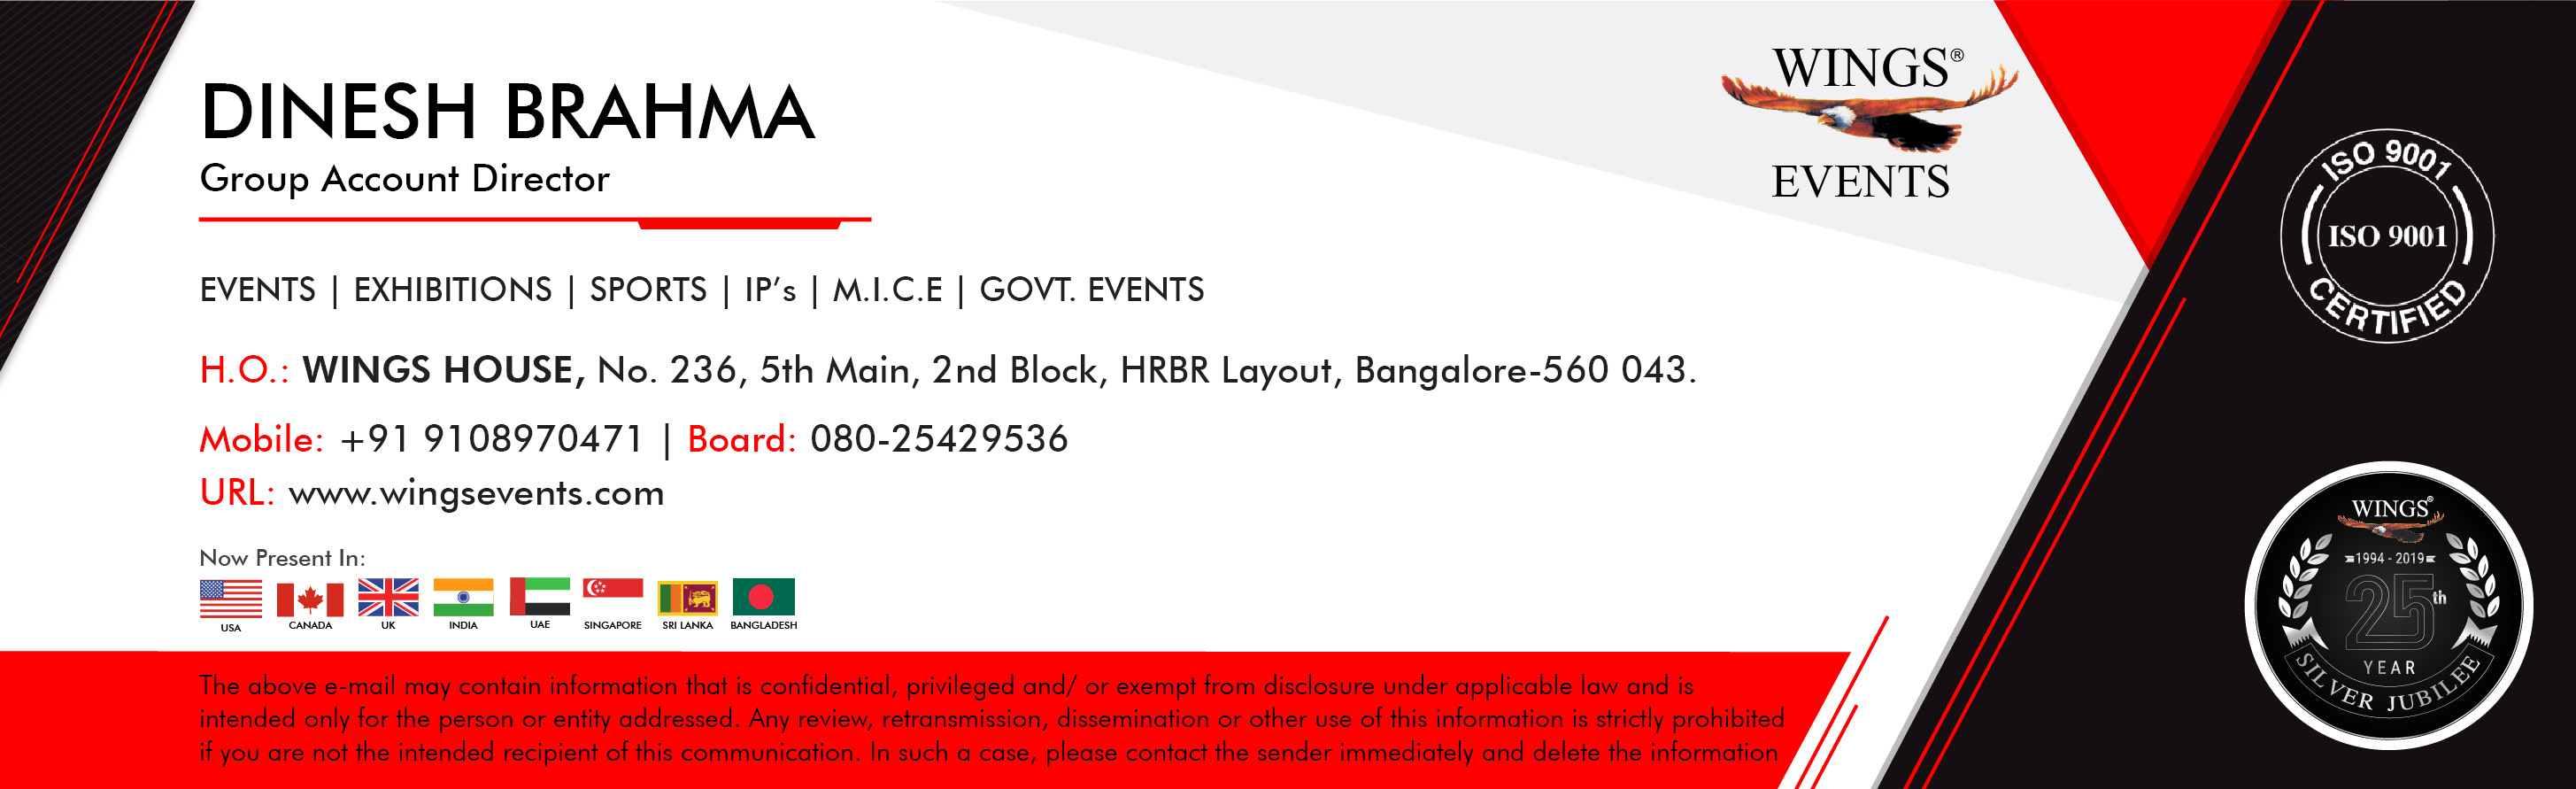 DINESH BRAHMA
Group Account Director
EVENTS | EXHIBITIONS | SPORTS | IP’s | M.I.C.E | GOVT. EVENTS
H.O.: WINGS HOUSE, No. 236, 5th Main, 2nd Block, HRBR Layout, Bangalore-560 043.
Mobile: +91 9108970471 | Board: 080-25429536
URL: www.wingsevents.com
Now Present In:
USA CANADA UK INDIA UAE SINGAPORE SRI LANKA BANGLADESH
The above e-mail may contain information that is confidential, privileged and/ or exempt from disclosure under applicable law and is
intended only for the person or entity addressed. Any review, retransmission, dissemination or other use of this information is strictly prohibited
if you are not the intended recipient of this communication. In such a case, please contact the sender immediately and delete the information
WINGS®
EVENTS
ISO 9001
ISO 9001
CERTIFIED
WINGS®
1994 - 2019
25th
YEAR
SILVER JUBILEE